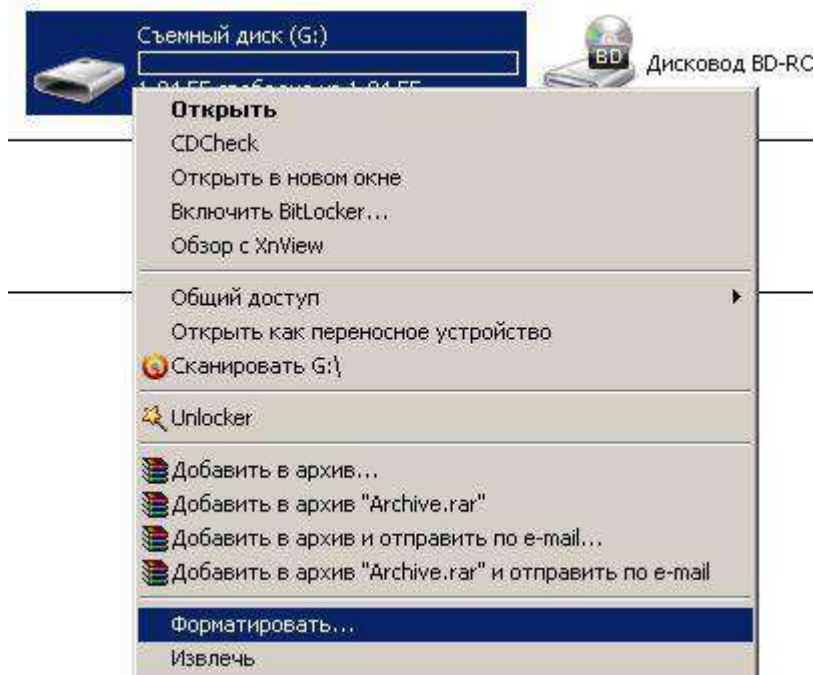 Съемный диск (G:)
BD
Дисковод BD-RO
Открыть
CDCheck
Открыть в новом окне
Включить BitLocker...
Обзор с XnView
Общий доступ
Открыть как переносное устройство
Сканировать G:\
Unlocker
Добавить в архив...
Добавить в архив "Archive.rar"
Добавить в архив и отправить по e-mail...
Добавить в архив "Archive.rar" и отправить по e-mail
Форматировать...
Извлечь